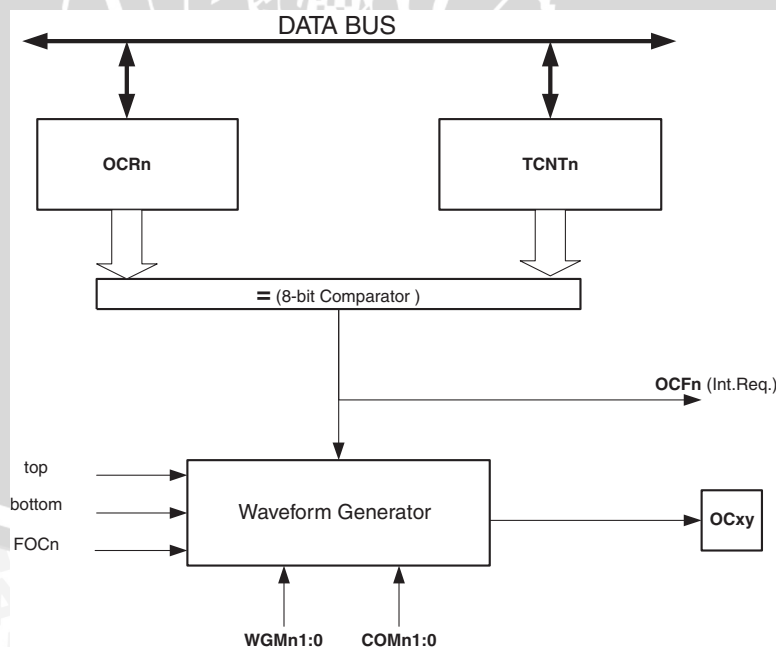 DATA BUS
OCRn
TCNTn
= (8-bit Comparator )
OCFn (Int.Req.)
top
bottom
FOCn
Waveform Generator
OCxy
WGMn1:0
COMn1:0